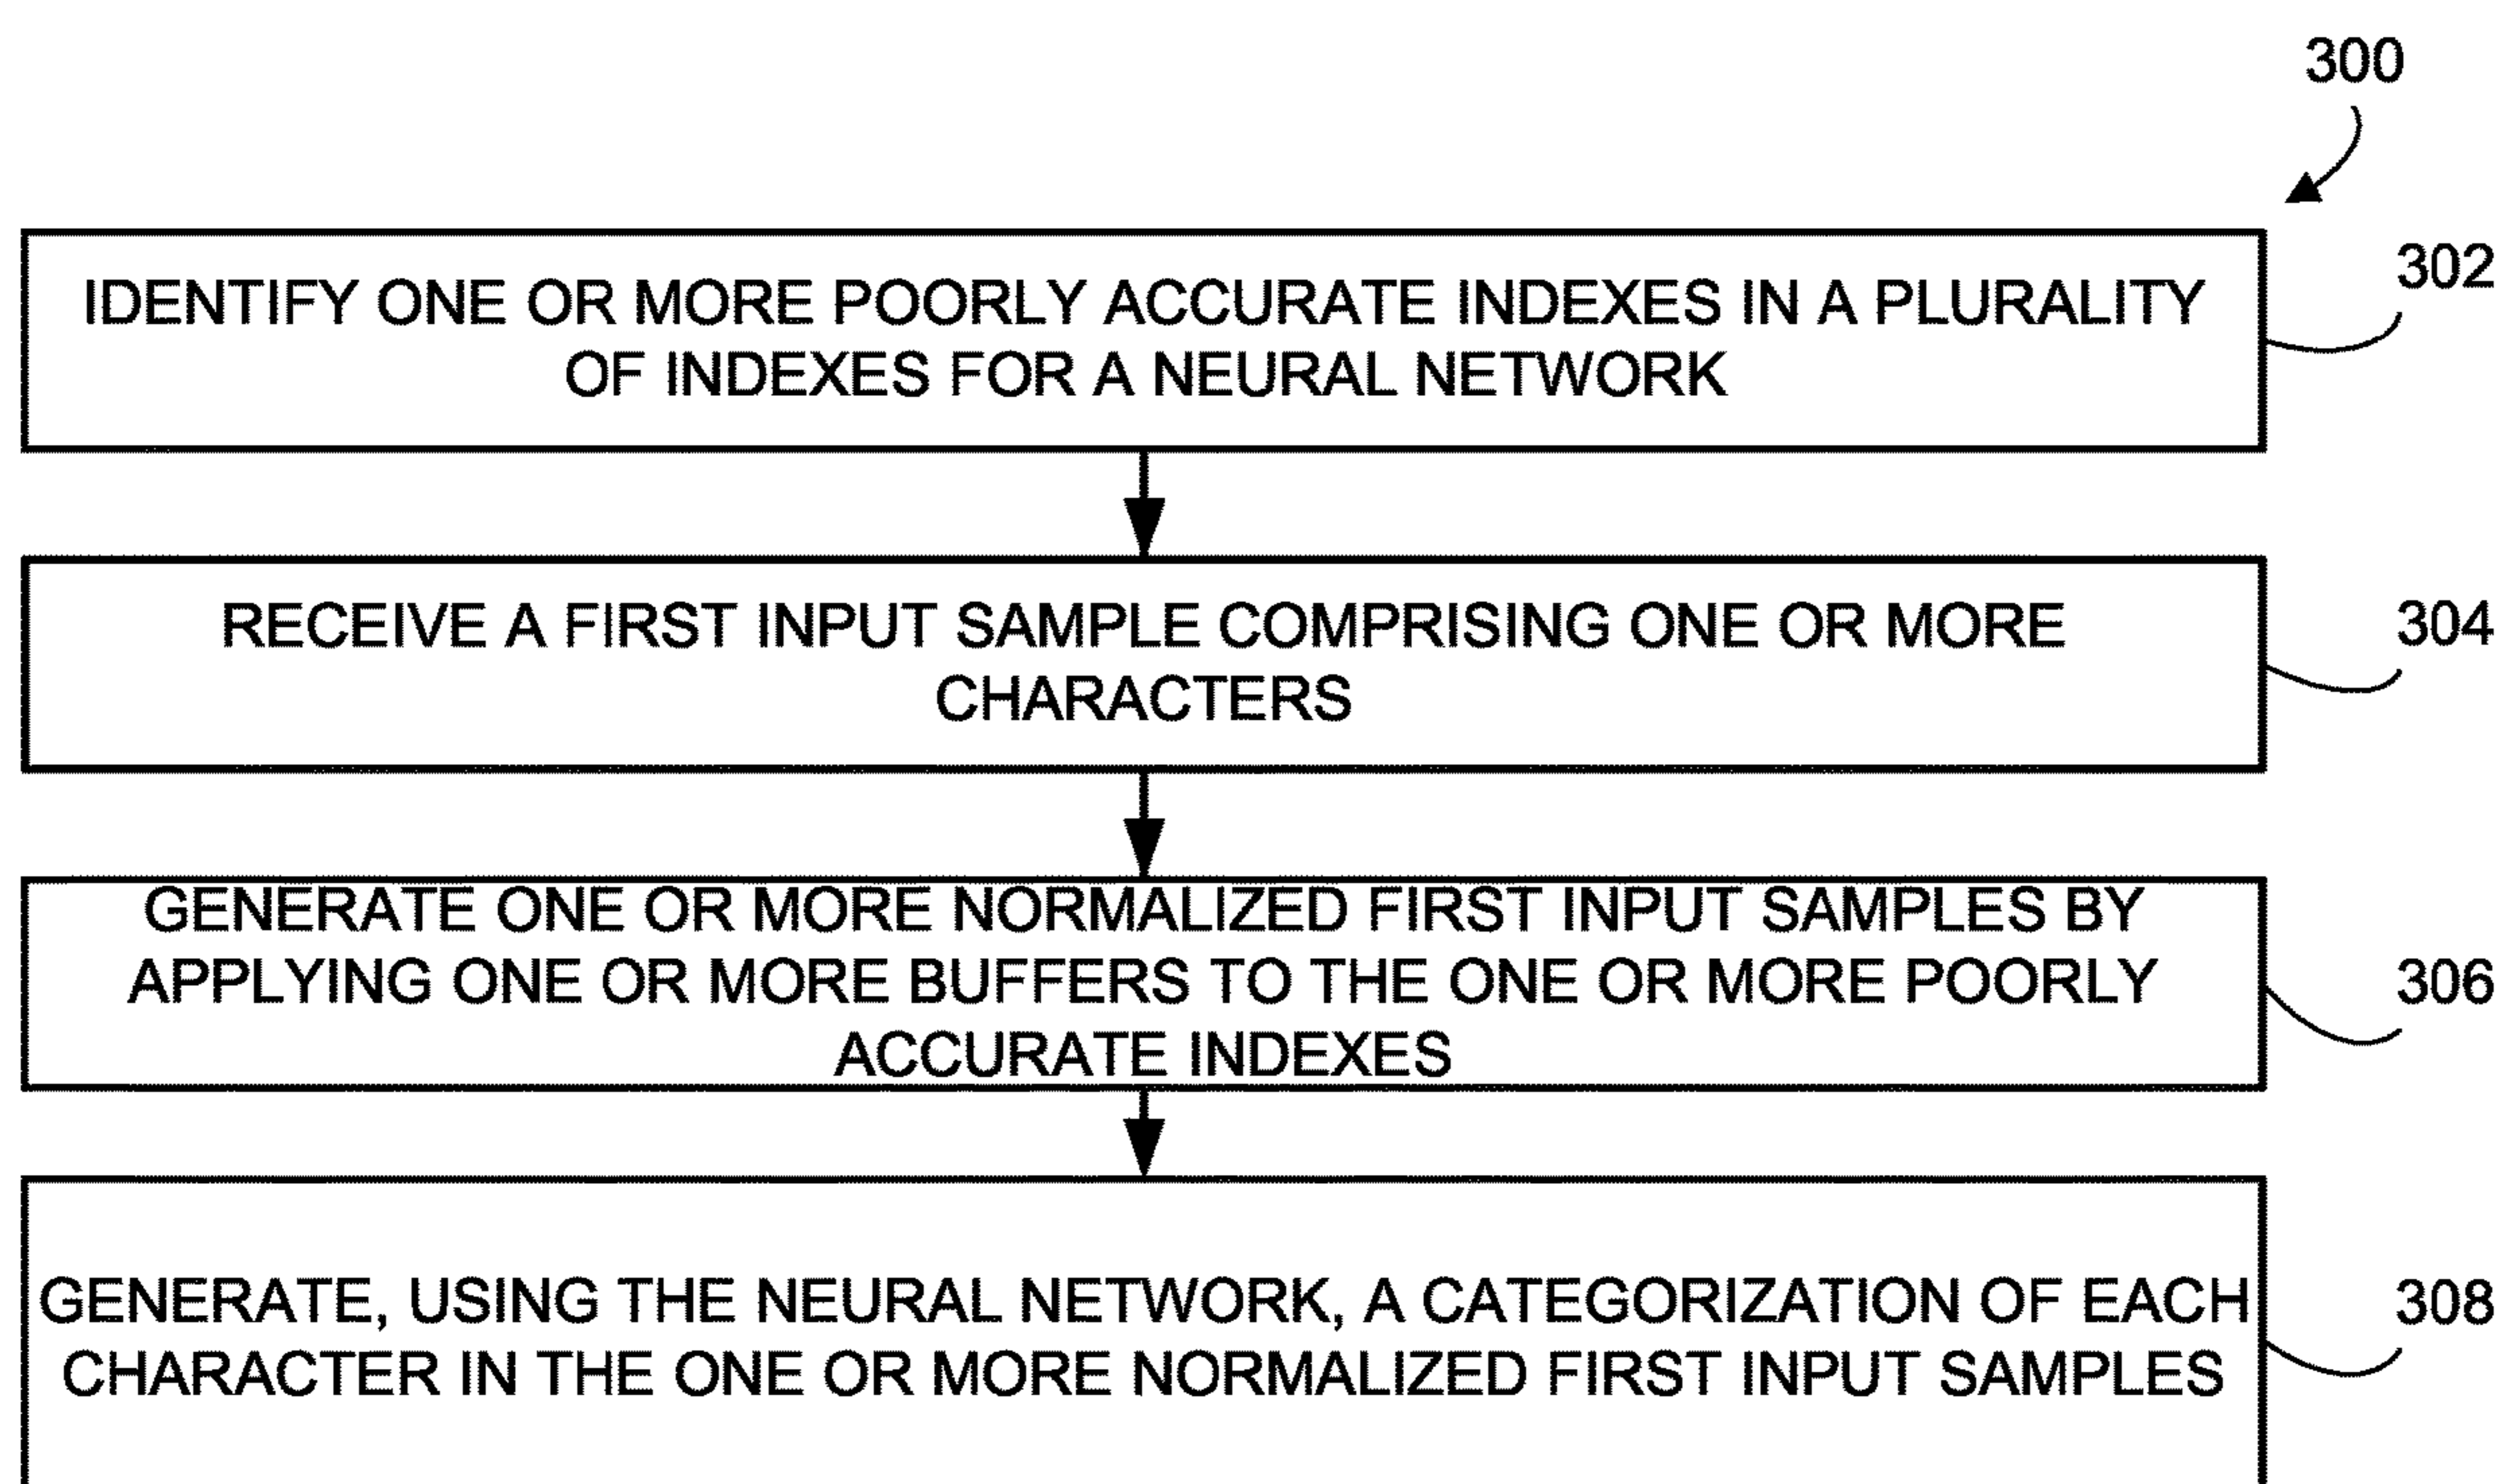 300
IDENTIFY ONE OR MORE POORLY ACCURATE INDEXES IN A PLURALITY
OF INDEXES FOR A NEURAL NETWORK
302
RECEIVE A FIRST INPUT SAMPLE COMPRISING ONE OR MORE
CHARACTERS
304
GENERATE ONE OR MORE NORMALIZED FIRST INPUT SAMPLES BY
APPLYING ONE OR MORE BUFFERS TO THE ONE OR MORE POORLY
ACCURATE INDEXES
306
GENERATE, USING THE NEURAL NETWORK, A CATEGORIZATION OF EACH
CHARACTER IN THE ONE OR MORE NORMALIZED FIRST INPUT SAMPLES
308